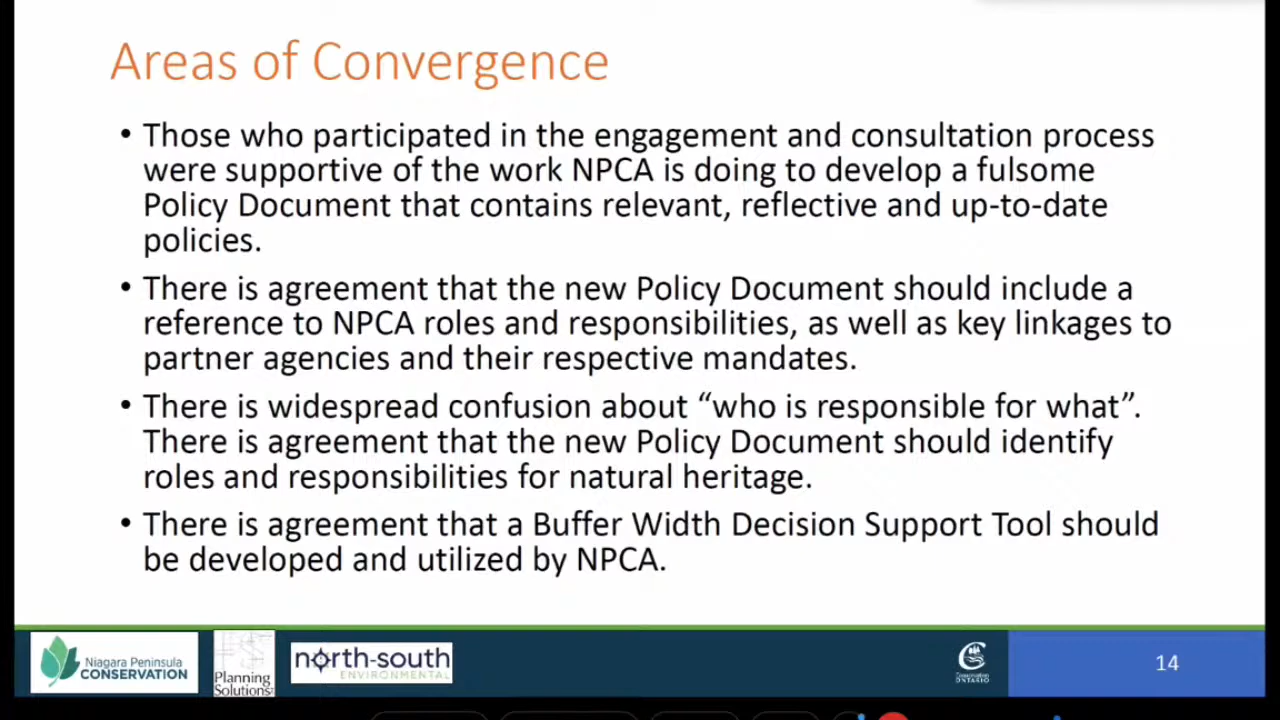 Areas of Convergence
• Those who participated in the engagement and consultation process
were supportive of the work NPCA is doing to develop a fulsome
Policy Document that contains relevant, reflective and up-to-date
policies.
• There is agreement that the new Policy Document should include a
reference to NPCA roles and responsibilities, as well as key linkages to
partner agencies and their respective mandates.
• There is widespread confusion about “who is responsible for what”.
There is agreement that the new Policy Document should identify
roles and responsibilities for natural heritage.
• There is agreement that a Buffer Width Decision Support Tool should
be developed and utilized by NPCA.
Niagara Peninsula
CONSERVATION
Planning
Solutions
north-south
ENVIRONMENTAL
Conservation
ONTARIO
14